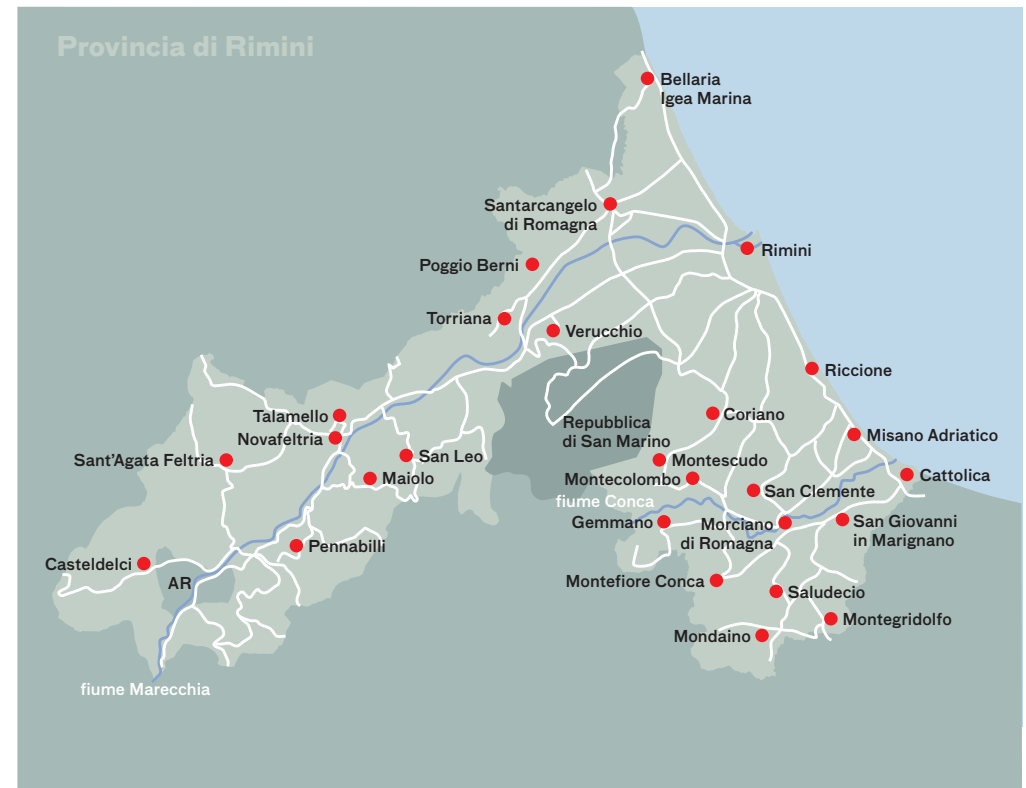 Provincia di Rimini
Bellaria
Igea Marina
Santarcangelo
di Romagna
Rimini
Poggio Berni
Torriana
Verucchio
Riccione
Talamello
Coriano
Repubblica
di San Marino
Novafeltria
Misano Adriatico
San Leo
Sant'Agata Feltria
Montescudo
Maiolo
Montecolombo
Cattolica
San Clemente
fiume Conca
Gemmano
Morciano
di Romagna
San Giovanni
in Marignano
Pennabilli
Casteldelci
AR
Montefiore Conca
Saludecio
Montegridolfo
Mondaino
fiume Marecchia